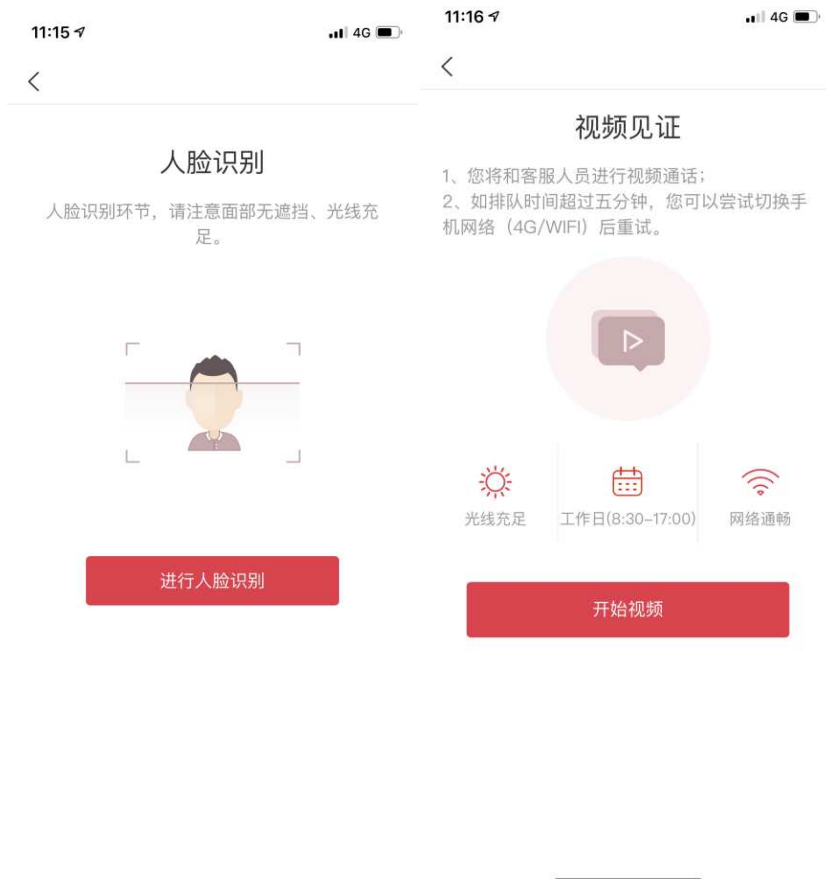 11:15
4G
人脸识别
人脸识别环节，请注意面部无遮挡、光线充
足。
进行人脸识别
11:16
4G
视频见证
1、您将和客服人员进行视频通话；
2、如排队时间超过五分钟，您可以尝试切换手
机网络（4G/WIFI）后重试。
光线充足
工作日(8:30-17:00)
网络通畅
开始视频